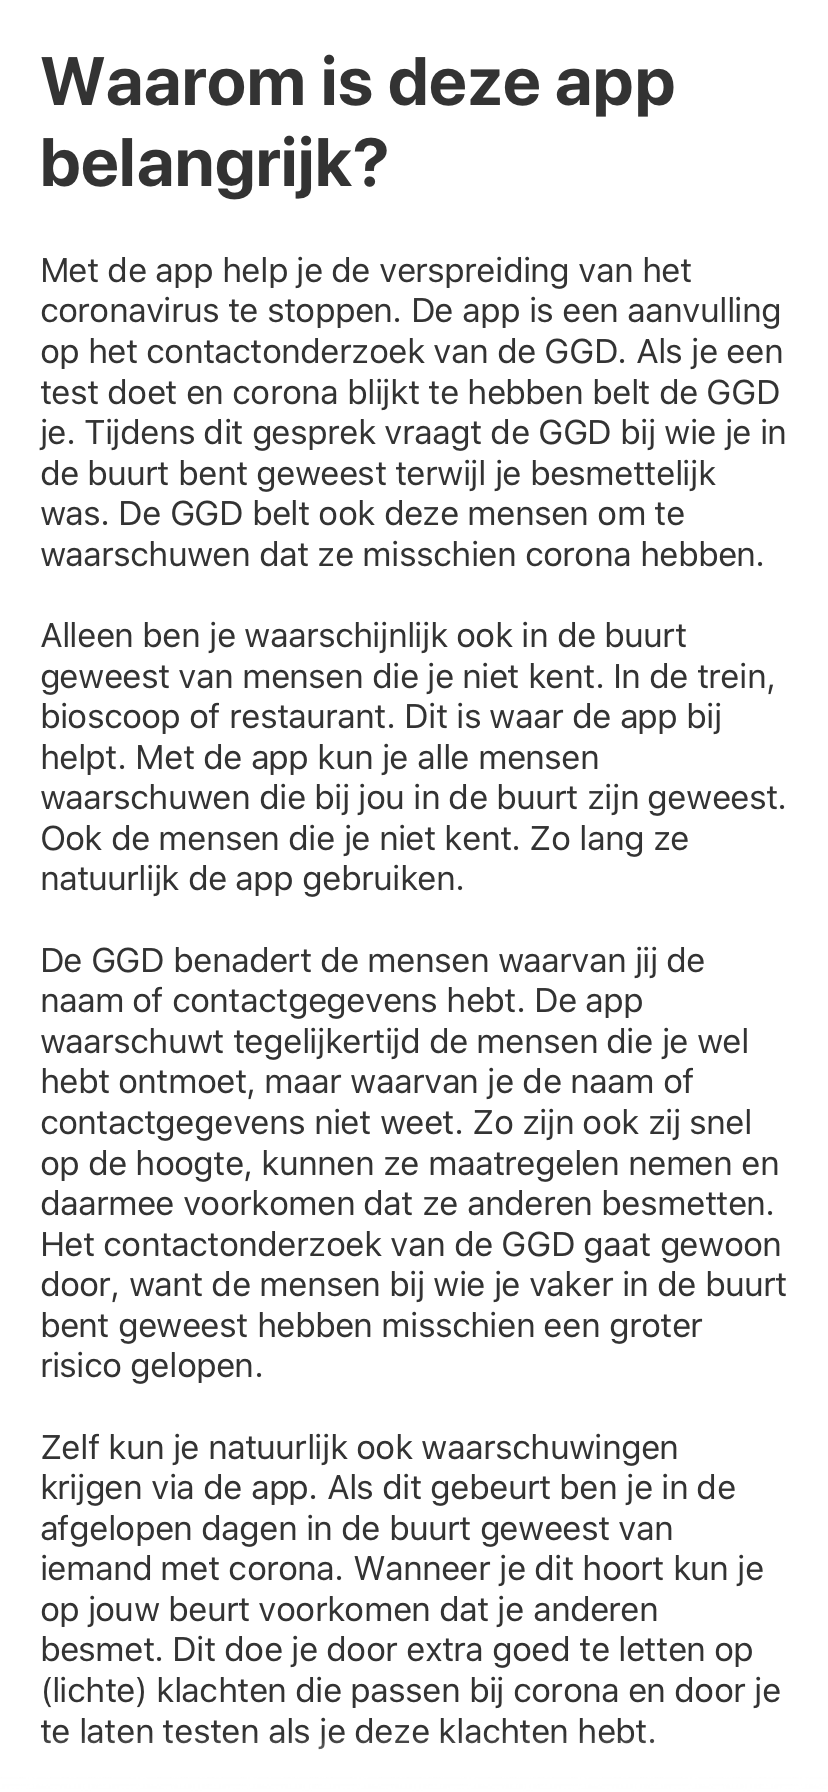 Waarom is deze app
belangrijk?
Met de app help je de verspreiding van het
coronavirus te stoppen. De app is een aanvulling
op het contactonderzoek van de GGD. Als je een
test doet en corona blijkt te hebben belt de GGD
je. Tijdens dit gesprek vraagt de GGD bij wie je in
de buurt bent geweest terwijl je besmettelijk
was. De GGD belt ook deze mensen om te
waarschuwen dat ze misschien corona hebben.
Alleen ben je waarschijnlijk ook in de buurt
geweest van mensen die je niet kent. In de trein,
bioscoop of restaurant. Dit is waar de app bij
helpt. Met de app kun je alle mensen
waarschuwen die bij jou in de buurt zijn geweest.
Ook de mensen die je niet kent. Zo lang ze
natuurlijk de app gebruiken.
De GGD benadert de mensen waarvan jij de
naam of contactgegevens hebt. De app
waarschuwt tegelijkertijd de mensen die je wel
hebt ontmoet, maar waarvan je de naam of
contactgegevens niet weet. Zo zijn ook zij snel
op de hoogte, kunnen ze maatregelen nemen en
daarmee voorkomen dat ze anderen besmetten.
Het contactonderzoek van de GGD gaat gewoon
door, want de mensen bij wie je vaker in de buurt
bent geweest hebben misschien een groter
risico gelopen.
Zelf kun je natuurlijk ook waarschuwingen
krijgen via de app. Als dit gebeurt ben je in de
afgelopen dagen in de buurt geweest van
iemand met corona. Wanneer je dit hoort kun je
op jouw beurt voorkomen dat je anderen
besmet. Dit doe je door extra goed te letten op
(lichte) klachten die passen bij corona en door je
te laten testen als je deze klachten hebt.